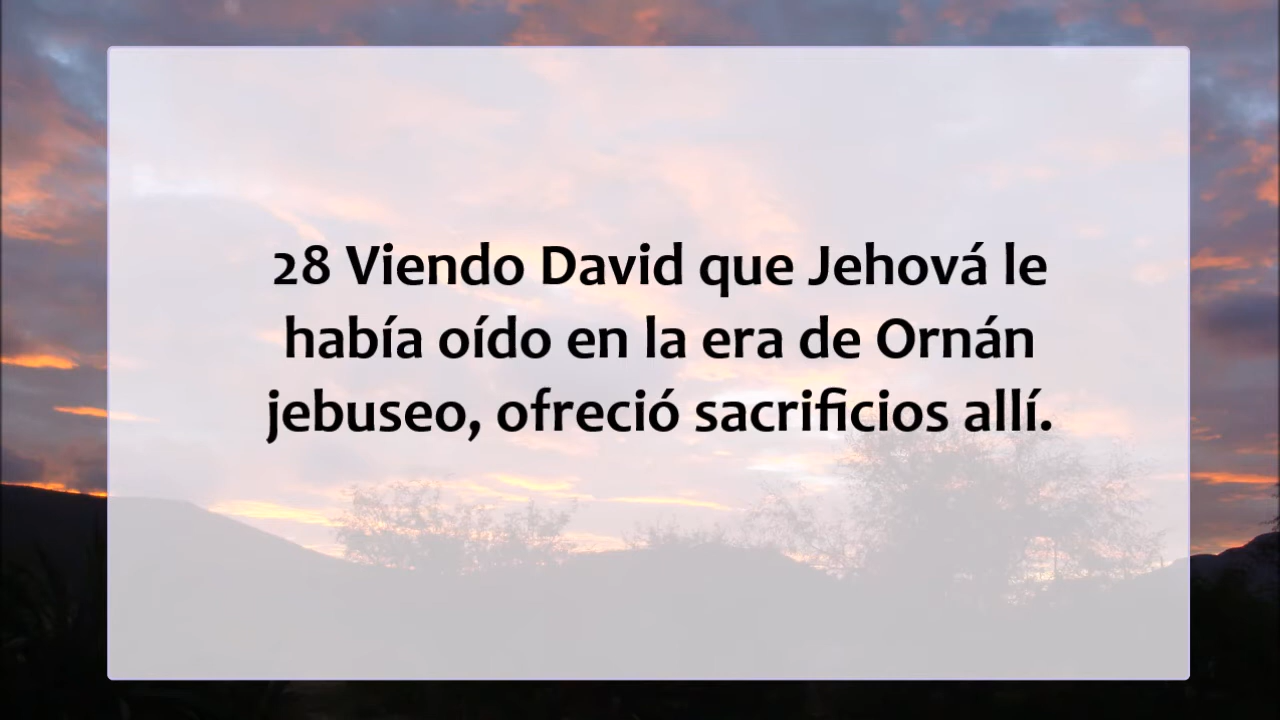 28 Viendo David que Jehová le
había oído en la era de Ornán
jebuseo, ofreció sacrificios allí.